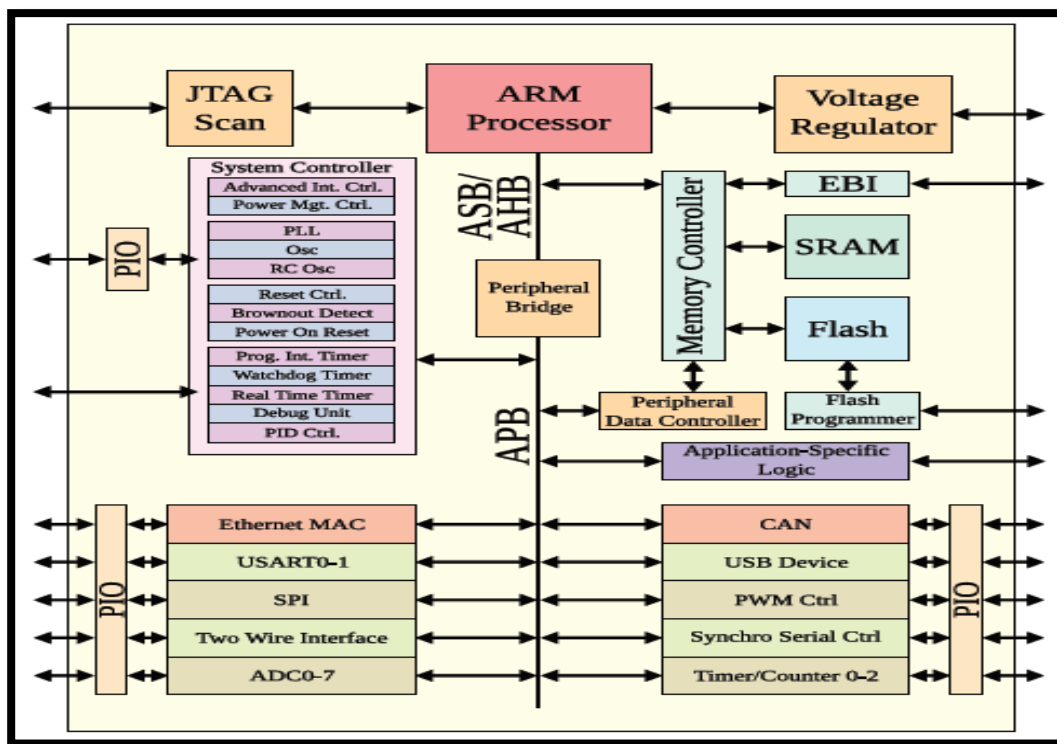 JTAG
Scan
ARM
Processor
Voltage
Regulator
System Controller
Advanced Int. Ctrl.
Power Mgt. Ctrl.
PLL
Osc
RC Osc
Reset Ctrl.
Brownout Detect
Power On Reset
Prog. Int. Timer
Watchdog Timer
Real Time Timer
Debug Unit
PID Ctrl.
PIO
ASB/
AHB
Peripheral
Bridge
APB
Memory Controller
EBI
SRAM
Flash
Peripheral
Data Controller
Flash
Programmer
Application-Specific
Logic
PIO
Ethernet MAC
USART0-1
SPI
Two Wire Interface
ADC0-7
CAN
USB Device
PWM Ctrl
Synchro Serial Ctrl
Timer/Counter 0-2
PIO